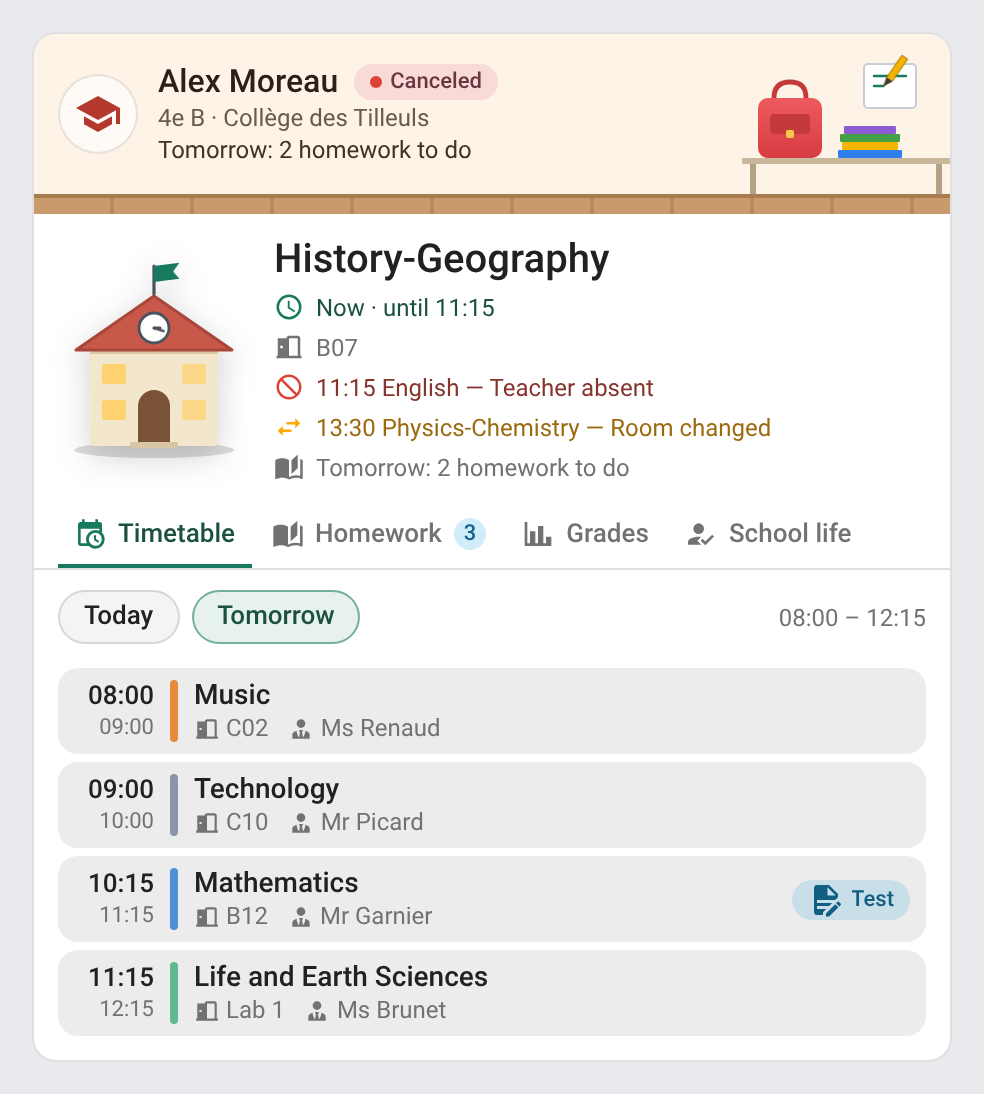 Alex Moreau
Canceled
4e B · Collège des Tilleuls
Tomorrow: 2 homework to do
History-Geography
Now · until 11:15
B07
11:15 English — Teacher absent
13:30 Physics-Chemistry — Room changed
Tomorrow: 2 homework to do
Timetable
Homework 3
Grades
School life
Today
Tomorrow
08:00 – 12:15
08:00 Music
09:00 C02 Ms Renaud
09:00 Technology
10:00 C10 Mr Picard
10:15 Mathematics
11:15 B12 Mr Garnier
Test
11:15 Life and Earth Sciences
12:15 Lab 1 Ms Brunet